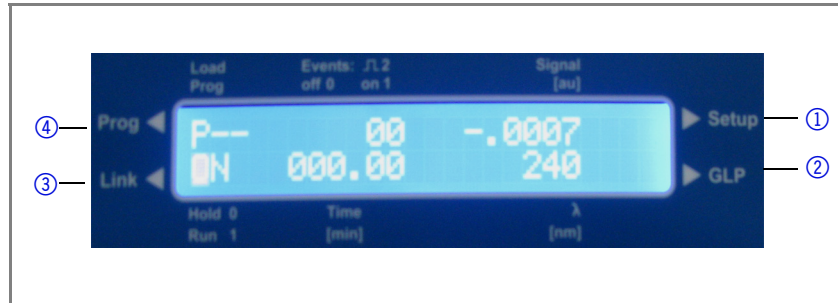 Load Events: ⎍ 2 Signal
Prog off 0 on 1 [au]
④ Prog ◀ P-- 00 -.0007 ▶ Setup ①
③ Link ◀ 0N 000.00 240 ▶ GLP ②
Hold 0 Time λ
Run 1 [min] [nm]